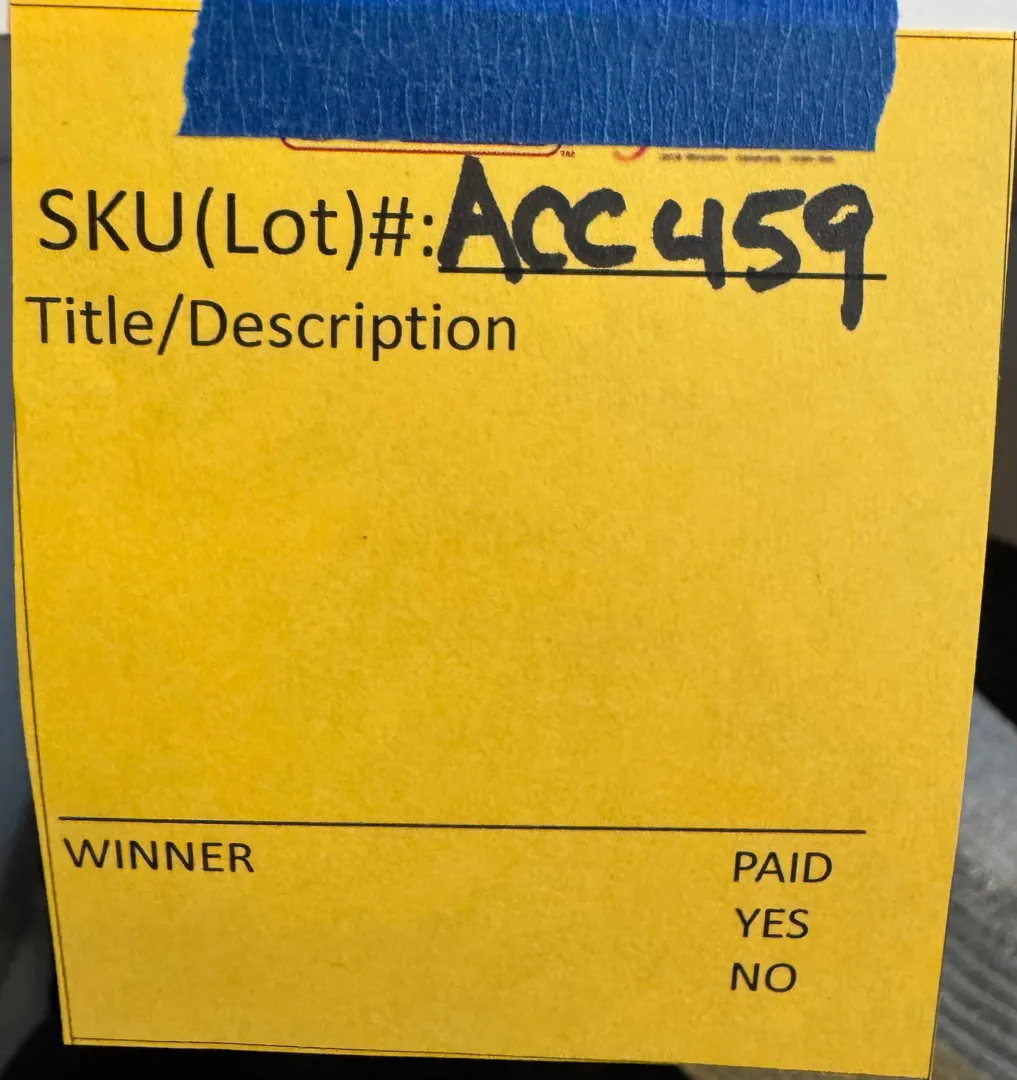 SKU(Lot)#: ACC459
Title/Description
WINNER
PAID
YES
NO